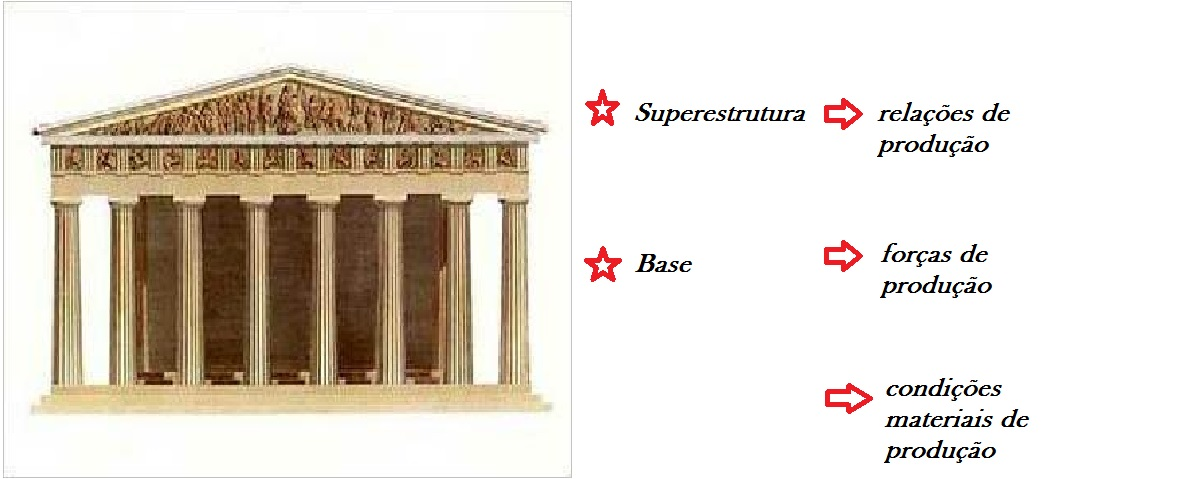 Superestrutura
relações de
produção
Base
forças de
produção
condições
materiais de
produção